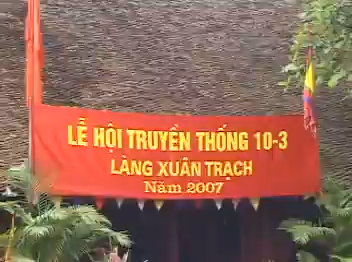 LỄ HỘI TRUYỀN THỐNG 10-3
LÀNG XUÂN TRẠCH
Năm 2007